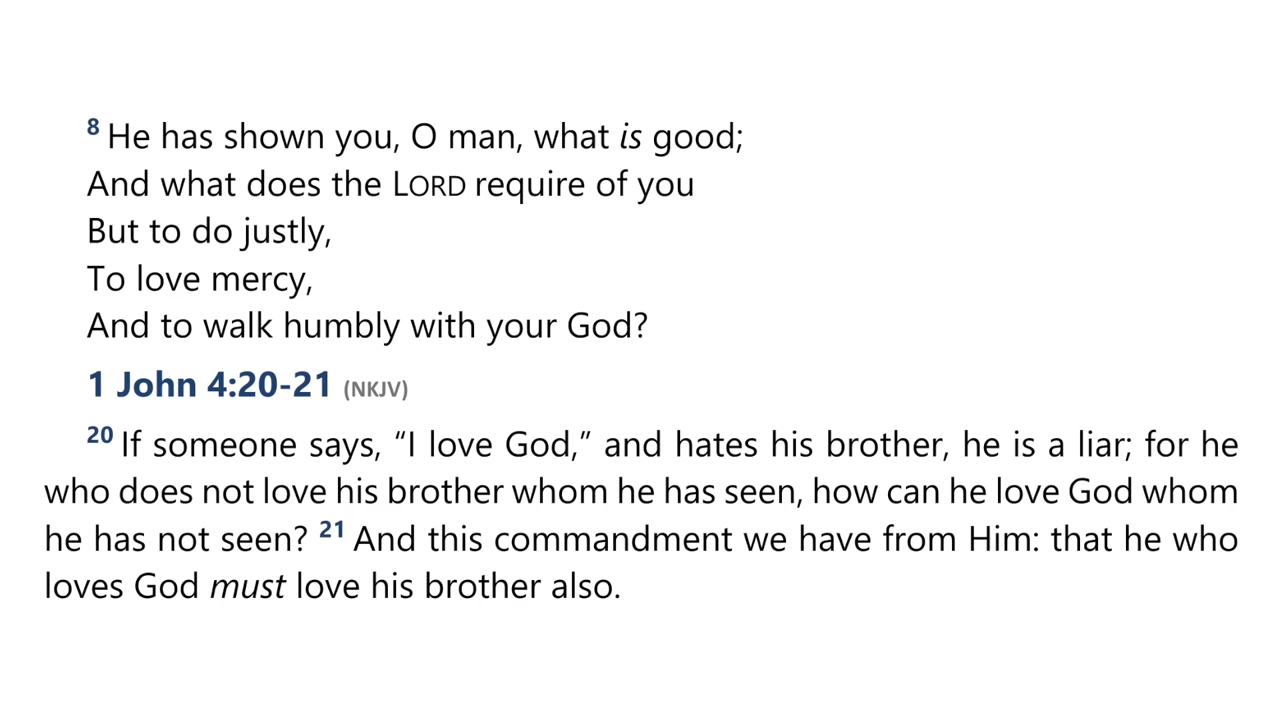 8 He has shown you, O man, what is good;
And what does the LORD require of you
But to do justly,
To love mercy,
And to walk humbly with your God?
1 John 4:20-21 (NKJV)
20 If someone says, “I love God,” and hates his brother, he is a liar; for he
who does not love his brother whom he has seen, how can he love God whom
he has not seen? 21 And this commandment we have from Him: that he who
loves God must love his brother also.